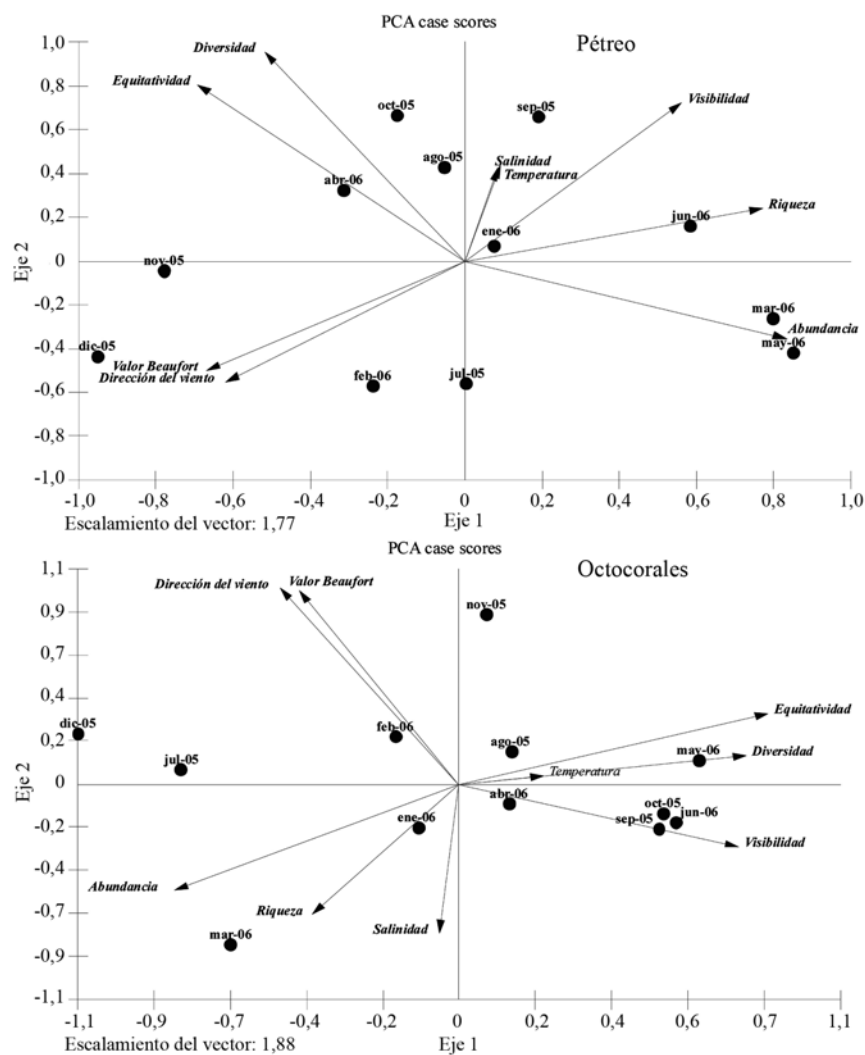 PCA case scores
Pétreo
1,0
0,8
0,6
0,4
0,2
0
-0,2
-0,4
-0,6
-0,8
1,0
Eje 2
Diversidad
Equitatividad
oct-05
sep-05
Visibilidad
ago-05
Salinidad
Temperatura
abr-06
Riqueza
jun-06
ene-06
nov-05
mar-06
Abundancia
may-06
dic-05
Valor Beaufort
Dirección del viento
feb-06
jul-05
-1,0 -0,8 -0,6 -0,4 -0,2 0 0,2 0,4 0,6 0,8 1,0
Escalamiento del vector: 1,77
Eje 1
PCA case scores
Octocorales
1,1
0,9
0,7
0,4
0,2
0
-0,2
-0,4
-0,7
-0,9
-1,1
Eje 2
Dirección del viento
Valor Beaufort
nov-05
Equitatividad
dic-05
feb-06
ago-05
may-06
Diversidad
jul-05
Temperatura
abr-06
oct-05
jun-06
sep-05
ene-06
Visibilidad
Abundancia
Riqueza
Salinidad
mar-06
-1,1 -0,9 -0,7 -0,4 -0,2 0 0,2 0,4 0,6 0,7 1,1
Escalamiento del vector: 1,88
Eje 1